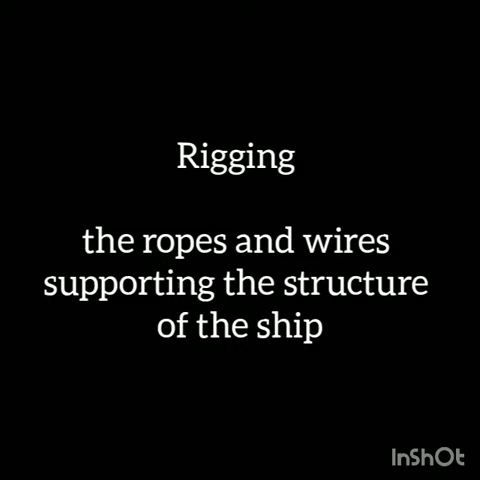 Rigging
the ropes and wires
supporting the structure
of the ship
InShOt